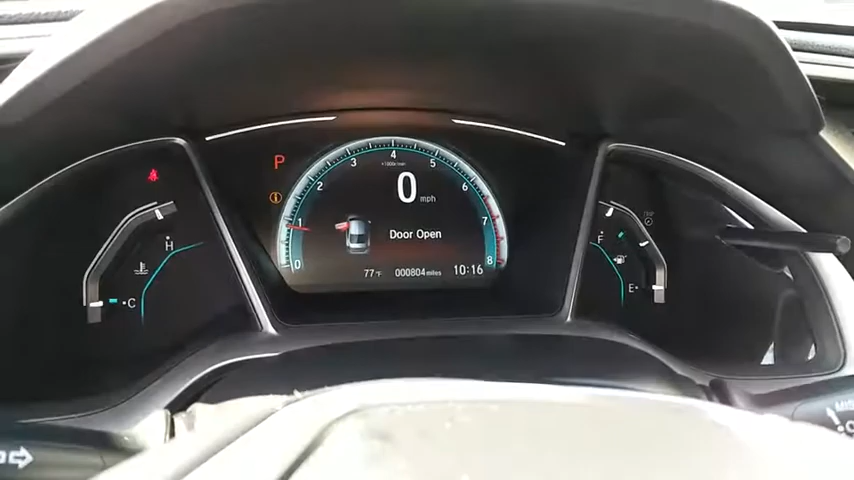 P
4
x1000r/min
3
5
2
6
i
0 mph
1
7
Door Open
0
8
77°F
000804 miles
10:16
H
C
F
E